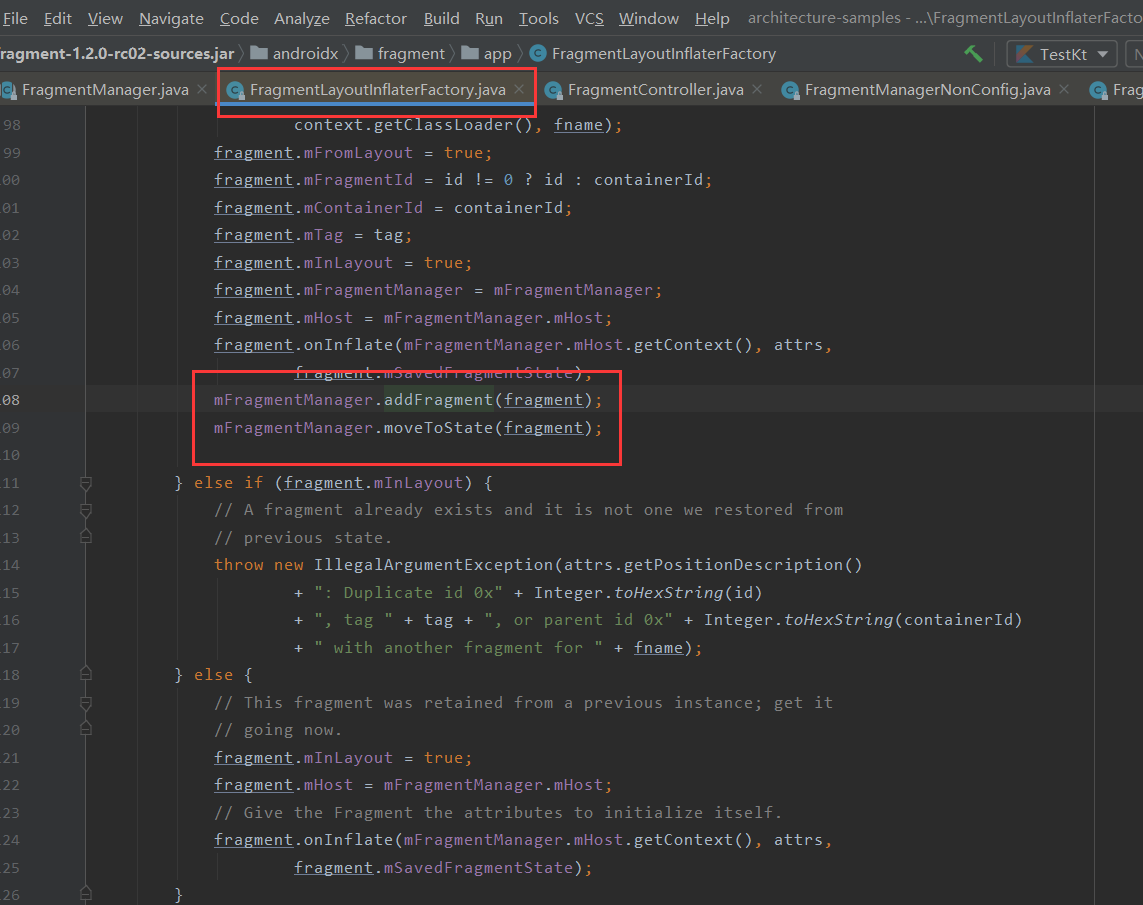 File Edit View Navigate Code Analyze Refactor Build Run Tools VCS Window Help architecture-samples - ...\FragmentLayoutInflaterFacto
ragment-1.2.0-rc02-sources.jar androidx fragment app FragmentLayoutInflaterFactory TestKt
FragmentManager.java FragmentLayoutInflaterFactory.java FragmentController.java FragmentManagerNonConfig.java Frag
98 context.getClassLoader(), fname);
99 fragment.mFromLayout = true;
00 fragment.mFragmentId = id != 0 ? id : containerId;
01 fragment.mContainerId = containerId;
02 fragment.mTag = tag;
03 fragment.mInLayout = true;
04 fragment.mFragmentManager = mFragmentManager;
05 fragment.mHost = mFragmentManager.mHost;
06 fragment.onInflate(mFragmentManager.mHost.getContext(), attrs,
07 fragment.mSavedFragmentState);
08 mFragmentManager.addFragment(fragment);
09 mFragmentManager.moveToState(fragment);
10
11 } else if (fragment.mInLayout) {
12 // A fragment already exists and it is not one we restored from
13 // previous state.
14 throw new IllegalArgumentException(attrs.getPositionDescription()
15 + ": Duplicate id 0x" + Integer.toHexString(id)
16 + ", tag " + tag + ", or parent id 0x" + Integer.toHexString(containerId)
17 + " with another fragment for " + fname);
18 } else {
19 // This fragment was retained from a previous instance; get it
20 // going now.
21 fragment.mInLayout = true;
22 fragment.mHost = mFragmentManager.mHost;
23 // Give the Fragment the attributes to initialize itself.
24 fragment.onInflate(mFragmentManager.mHost.getContext(), attrs,
25 fragment.mSavedFragmentState);
26 }